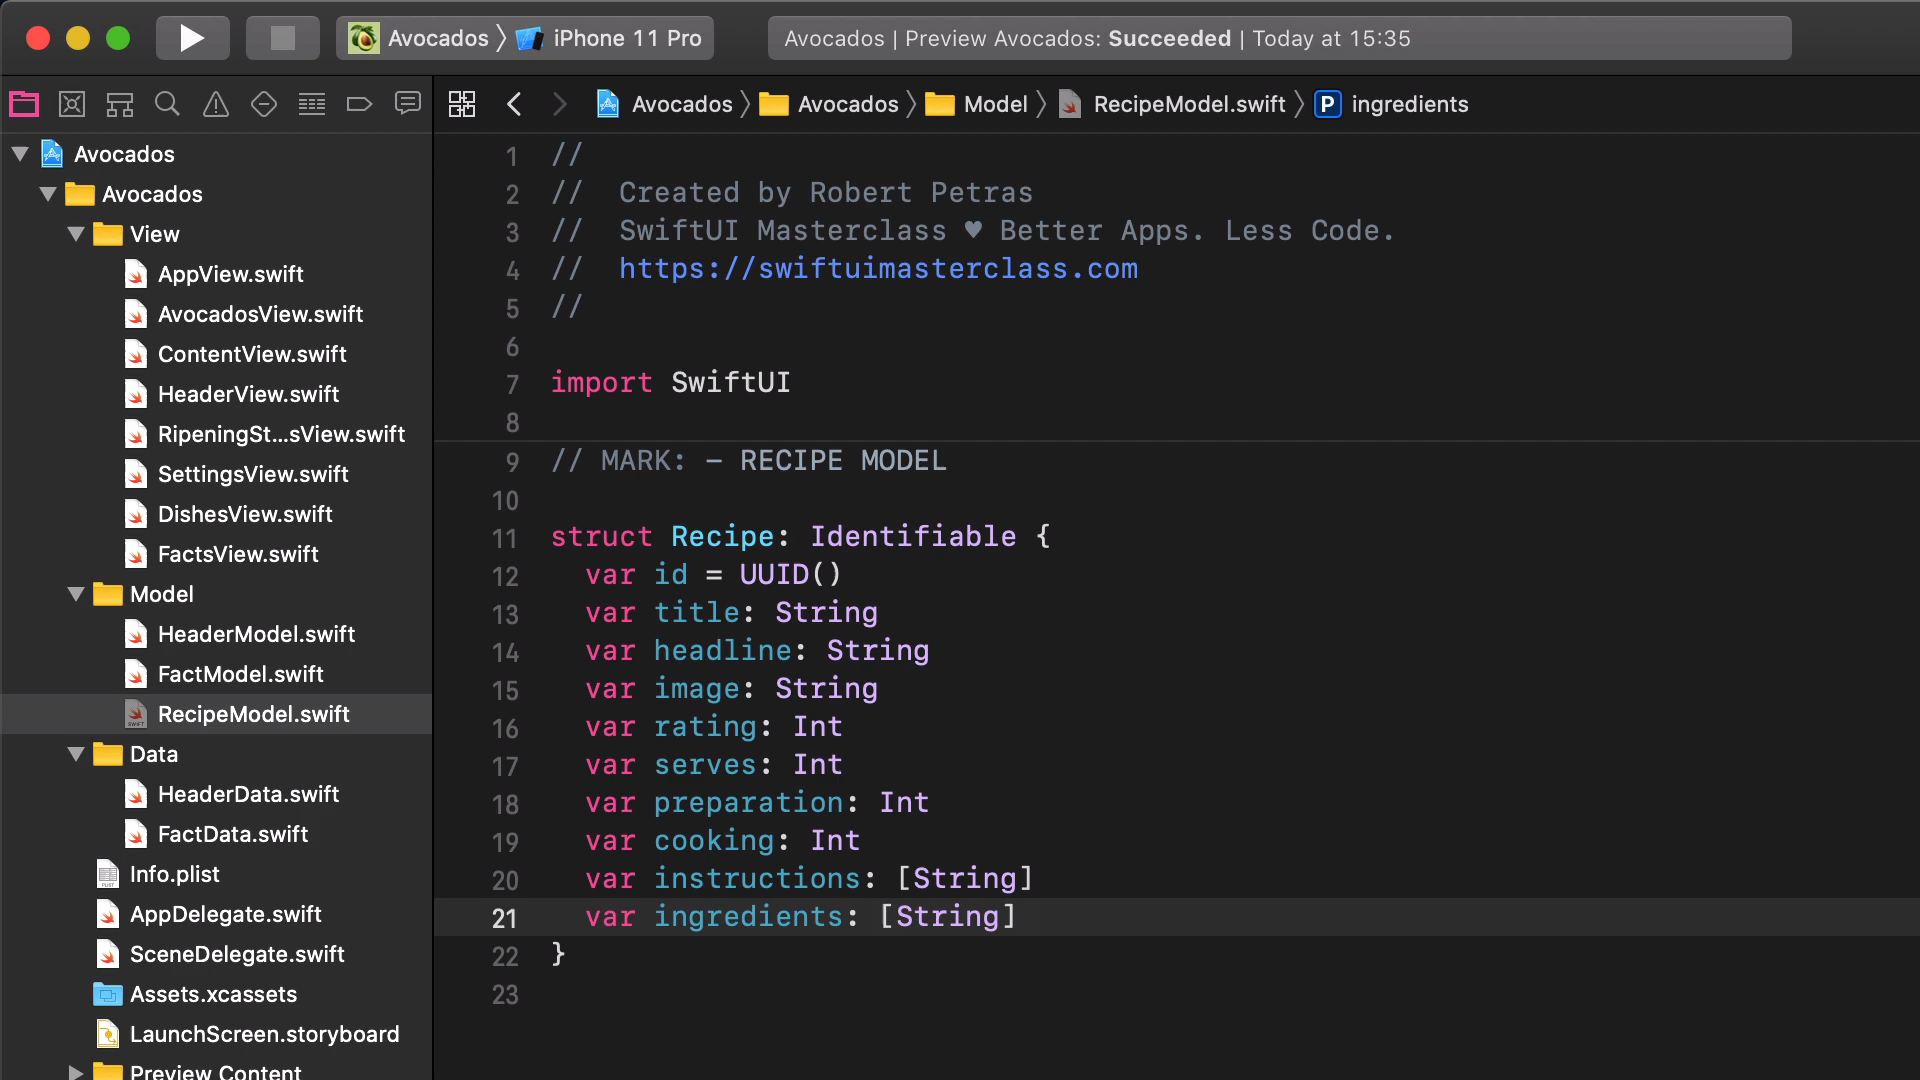 Avocados 〉 iPhone 11 Pro
Avocados | Preview Avocados: Succeeded | Today at 15:35
Avocados 〉 Avocados 〉 Model 〉 RecipeModel.swift 〉 P ingredients
Avocados
Avocados
View
AppView.swift
AvocadosView.swift
ContentView.swift
HeaderView.swift
RipeningSt...sView.swift
SettingsView.swift
DishesView.swift
FactsView.swift
Model
HeaderModel.swift
FactModel.swift
RecipeModel.swift
Data
HeaderData.swift
FactData.swift
Info.plist
AppDelegate.swift
SceneDelegate.swift
Assets.xcassets
LaunchScreen.storyboard
Preview Content
1 //
2 //  Created by Robert Petras
3 //  SwiftUI Masterclass ♥ Better Apps. Less Code.
4 //  https://swiftuimasterclass.com
5 //
6
7 import SwiftUI
8
9 // MARK: - RECIPE MODEL
10
11 struct Recipe: Identifiable {
12   var id = UUID()
13   var title: String
14   var headline: String
15   var image: String
16   var rating: Int
17   var serves: Int
18   var preparation: Int
19   var cooking: Int
20   var instructions: [String]
21   var ingredients: [String]
22 }
23